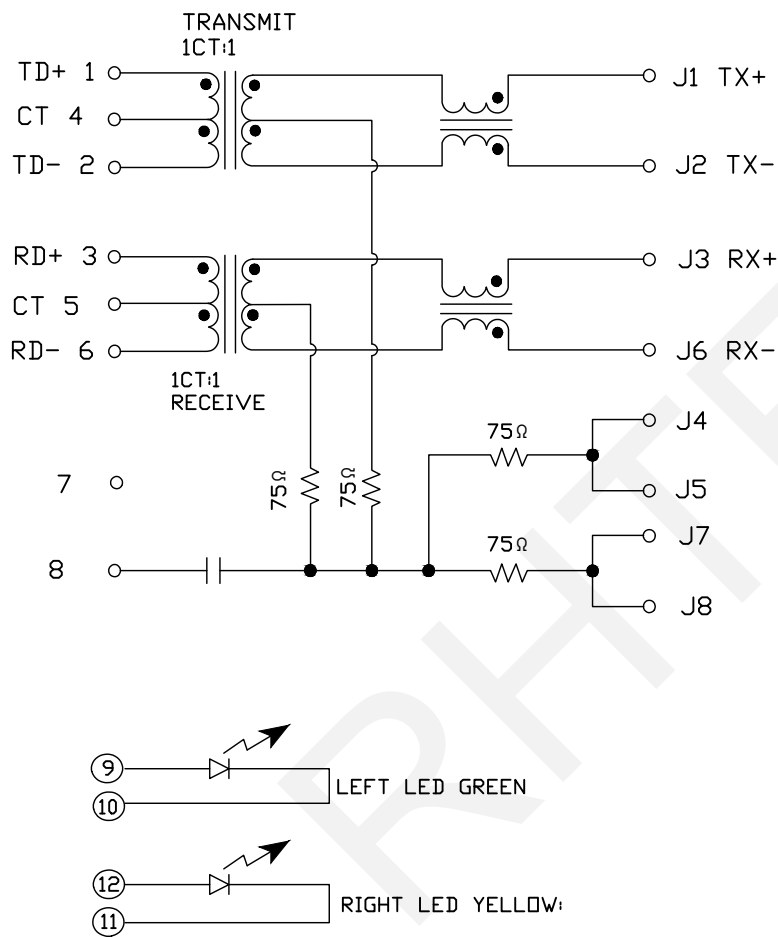 TRANSMIT
1CT:1
TD+ 1
CT 4
TD- 2
J1 TX+
J2 TX-
RD+ 3
CT 5
RD- 6
J3 RX+
J6 RX-
1CT:1
RECEIVE
75Ω
J4
J5
7
75Ω
75Ω
75Ω
J7
8
J8
9
10
LEFT LED GREEN
12
11
RIGHT LED YELLOW: